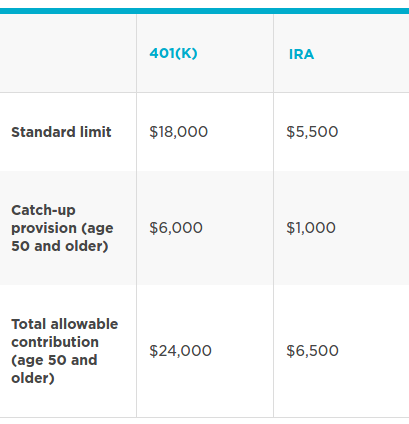 401(K) IRA
Standard limit $18,000 $5,500
Catch-up
provision (age $6,000 $1,000
50 and older)
Total allowable
contribution
(age 50 and $24,000 $6,500
older)